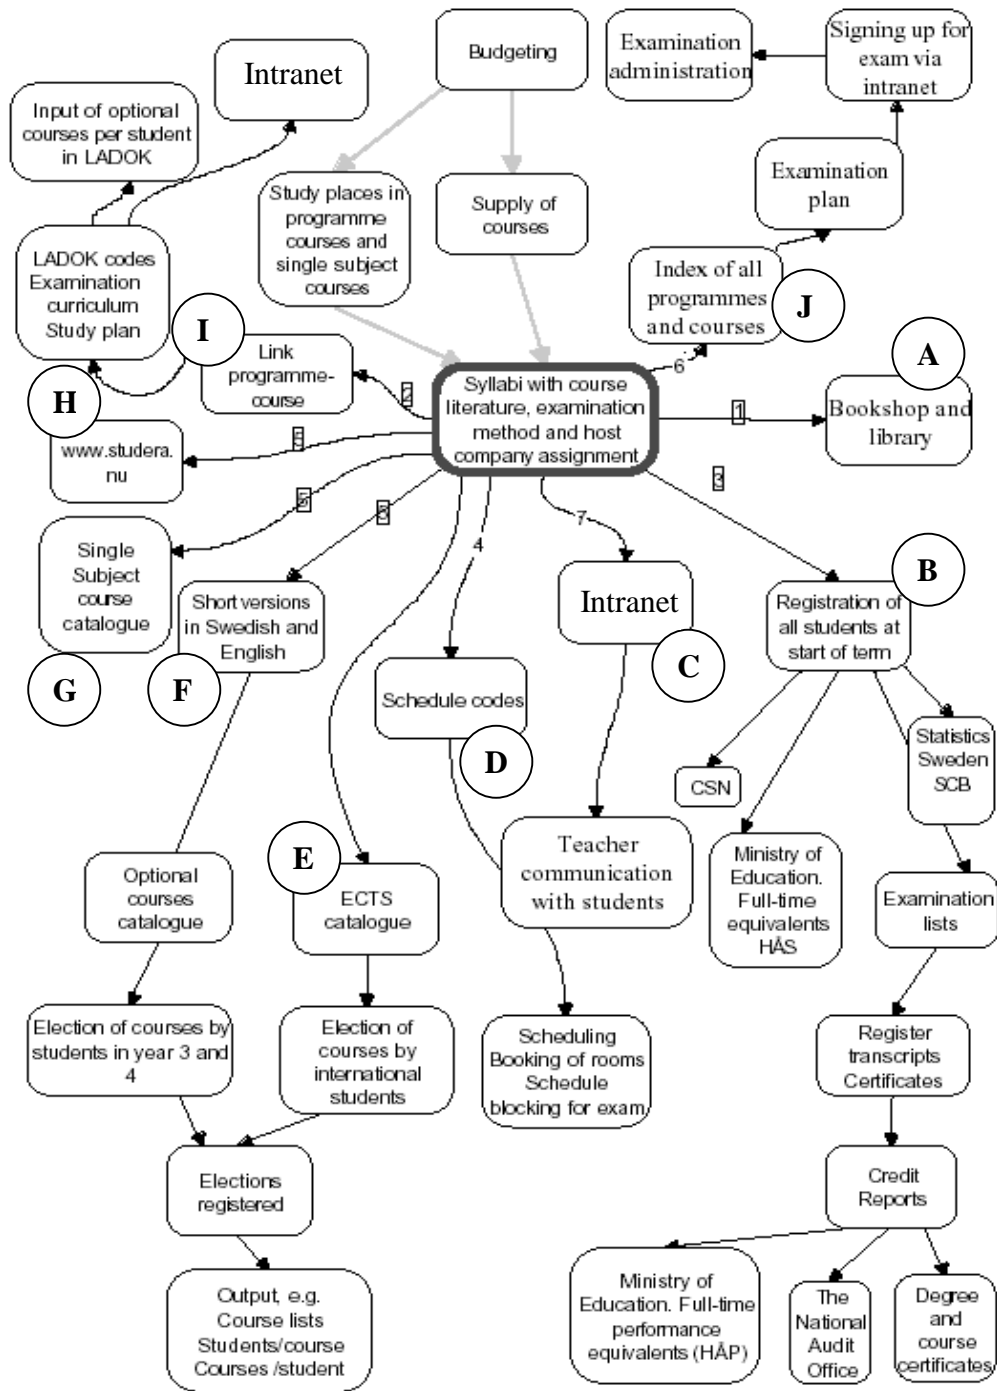 Budgeting
Examination
administration
Signing up for
exam via
intranet
Intranet
Input of optional
courses per
student
in LADOK
Study places in
programme
courses and
single subject
courses
Supply of
courses
Examination
plan
LADOK codes
Examination
curriculum
Study plan
Index of all
programmes
and courses
J
I
Link
programme-
course
6
A
Syllabi with course
literature, examination
method and host
company assignment
2
1
Bookshop and
library
H
www.studera.
nu
5
5
5
3
4
7
Single
Subject
course
catalogue
G
Short versions
in Swedish and
English
F
Intranet
C
B
Registration of
all students at
start of term
Schedule codes
D
CSN
Statistics
Sweden
SCB
E
ECTS
catalogue
Optional
courses
catalogue
Teacher
communication
with students
Ministry of
Education.
Full-time
equivalents
HÅS
Examination
lists
Election of courses by
students in year 3 and
4
Election of
courses by
international
students
Scheduling
Booking of rooms
Schedule
blocking for exam
Register
transcripts
Certificates
Elections
registered
Credit
Reports
Output, e.g.
Course lists
Students/course
Courses /student
Ministry of
Education. Full-time
performance
equivalents (HÅP)
The
National
Audit
Office
Degree
and
course
certificates